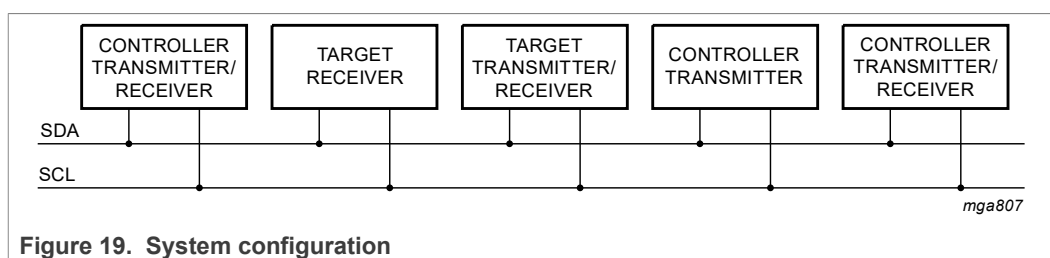 CONTROLLER
TRANSMITTER/
RECEIVER
TARGET
RECEIVER
TARGET
TRANSMITTER/
RECEIVER
CONTROLLER
TRANSMITTER
CONTROLLER
TRANSMITTER/
RECEIVER
SDA
SCL
mga807
Figure 19. System configuration